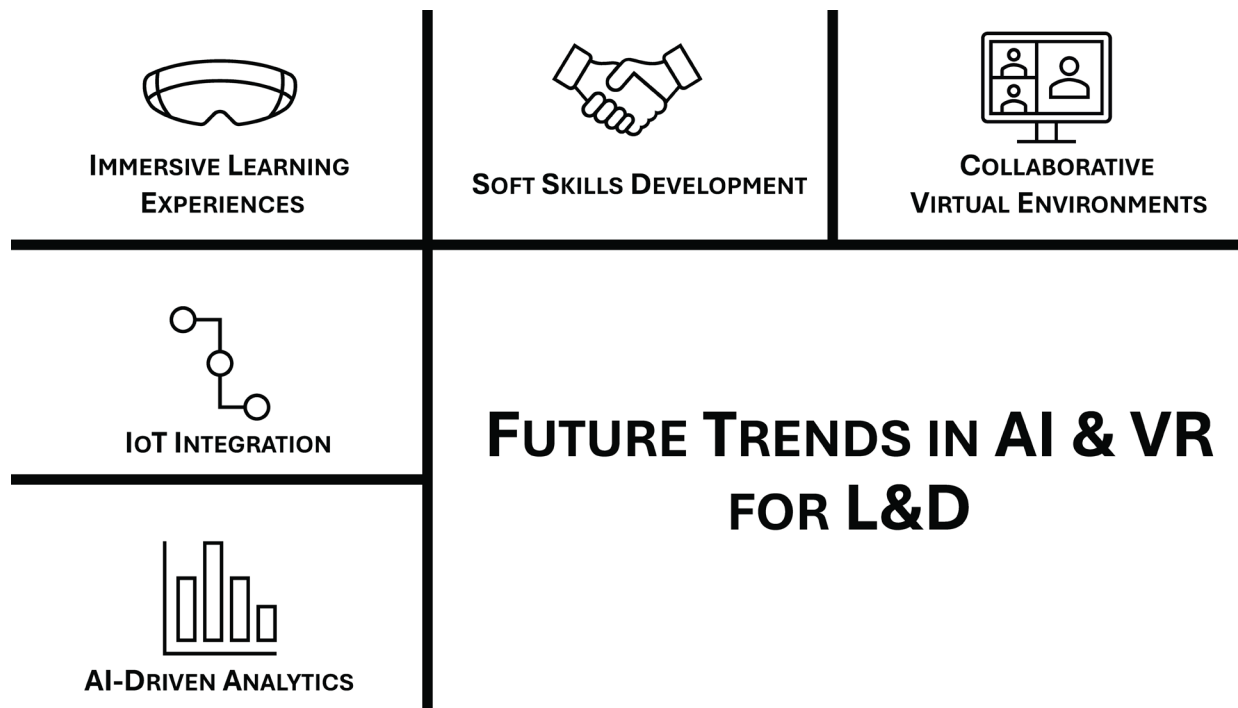 Immersive Learning
Experiences
Soft Skills Development
Collaborative
Virtual Environments
IoT Integration
Future Trends in AI & VR
for L&D
AI-Driven Analytics